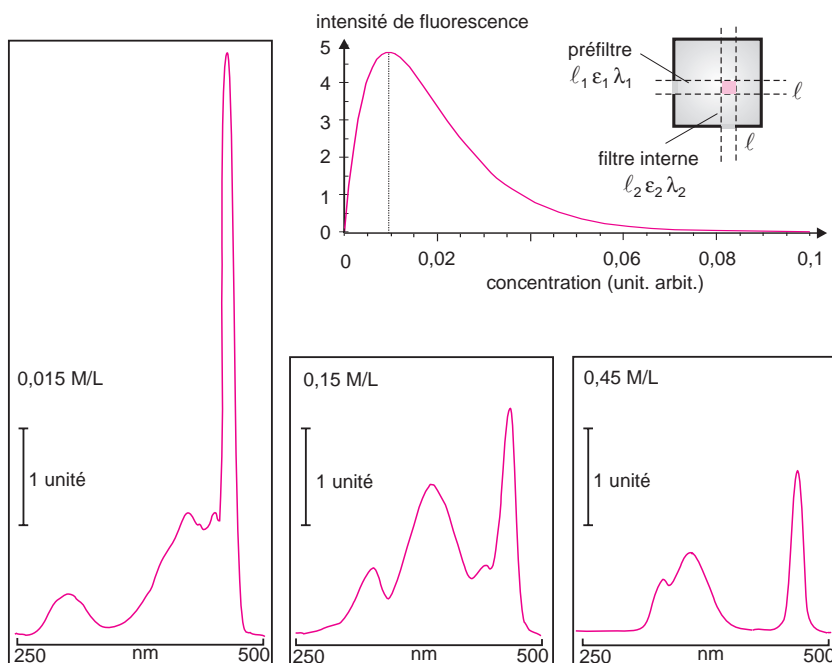 intensité de fluorescence
5
4
3
2
1
0
0
0,02
0,06
0,08
0,1
concentration (unit. arbit.)
préfiltre
ℓ₁ ε₁ λ₁
ℓ
ℓ
filtre interne
ℓ₂ ε₂ λ₂
0,015 M/L
1 unité
250 nm 500
0,15 M/L
1 unité
250 nm 500
0,45 M/L
1 unité
250 nm 500